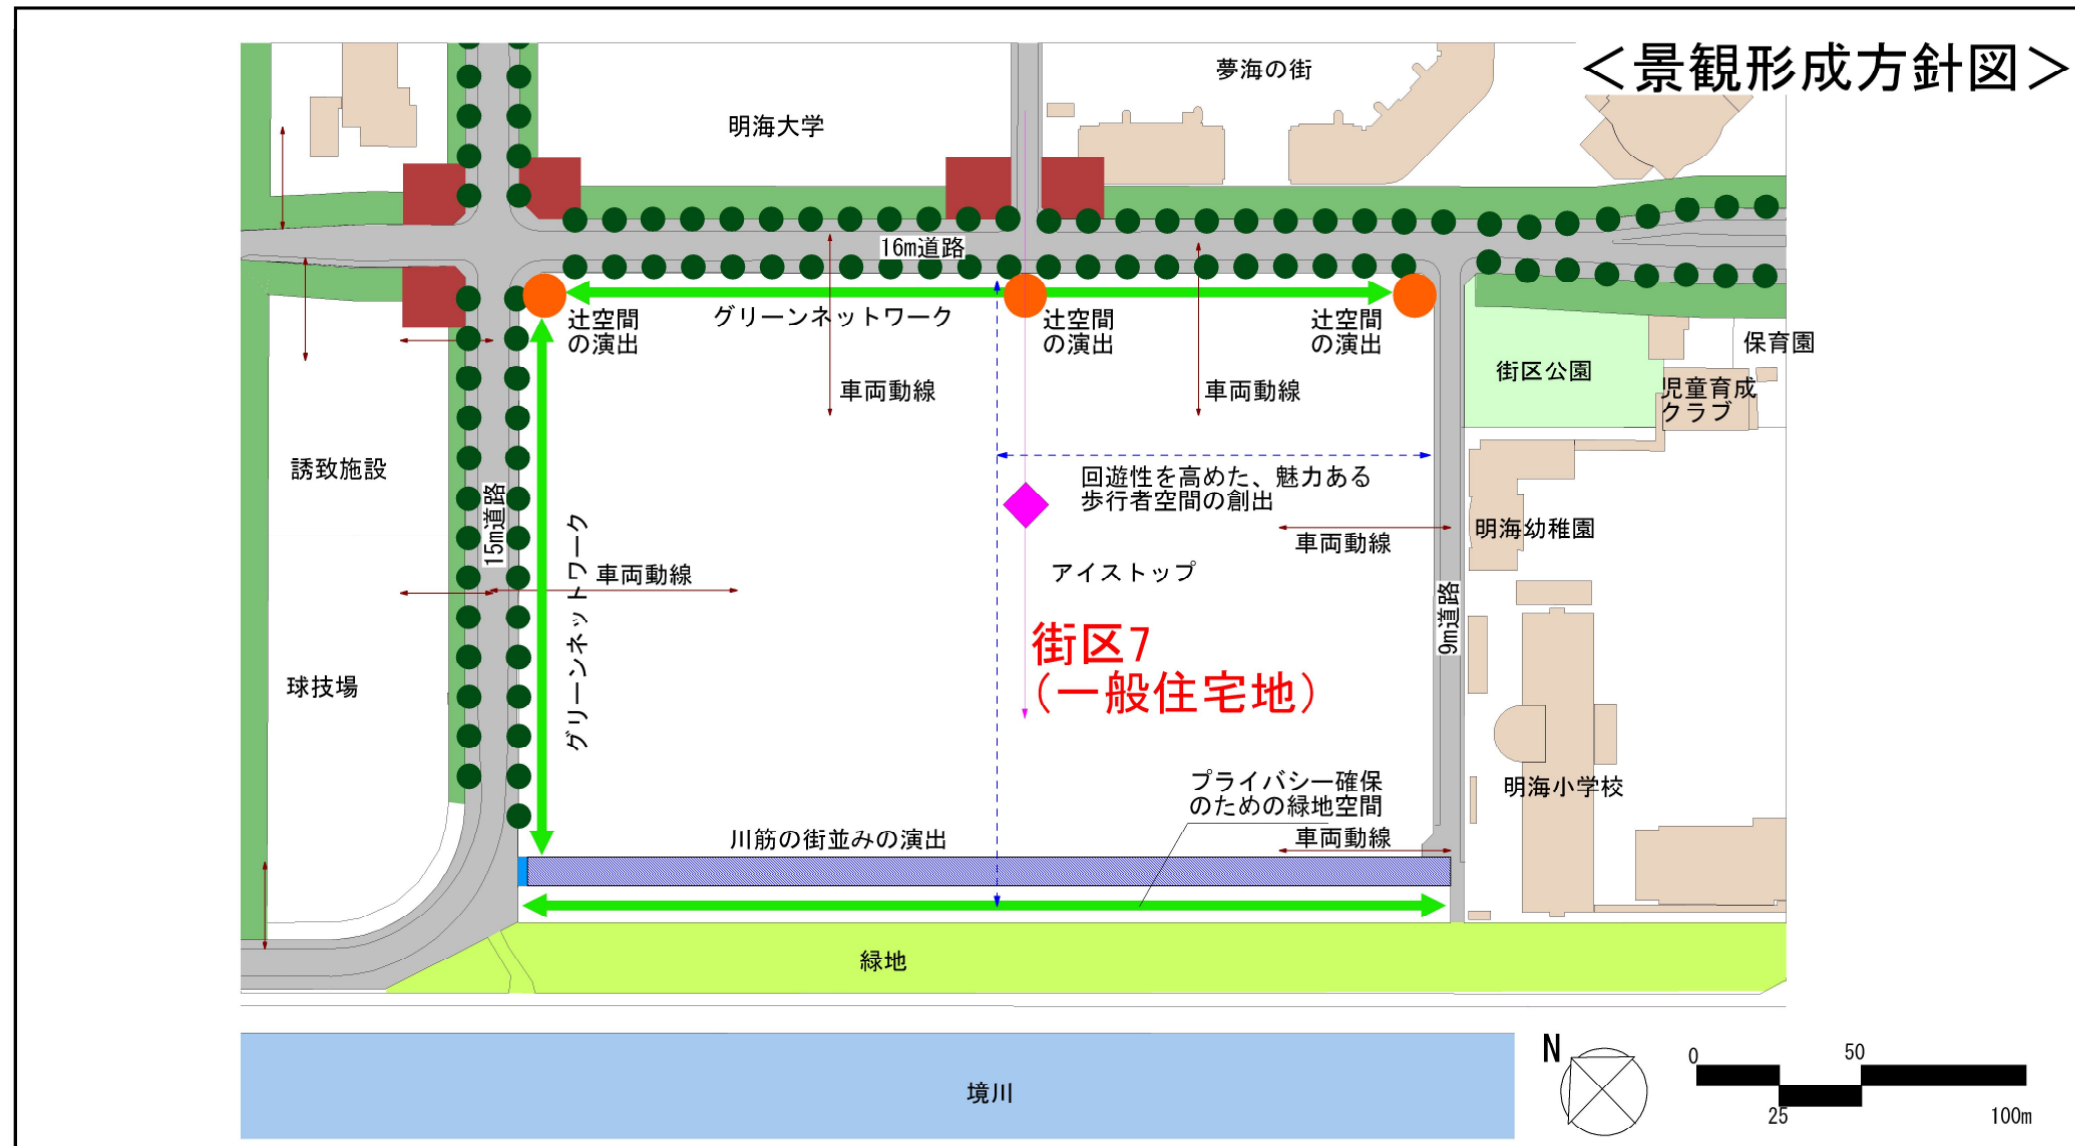 <景観形成方針図>
夢海の街
明海大学
16m道路
グリーンネットワーク
辻空間
の演出
辻空間
の演出
辻空間
の演出
保育園
街区公園
児童育成
クラブ
車両動線
車両動線
誘致施設
回遊性を高めた、魅力ある
歩行者空間の創出
15m道路
グリーンネットワーク
車両動線
明海幼稚園
車両動線
アイストップ
9m道路
街区7
(一般住宅地)
球技場
プライバシー確保
のための緑地空間
明海小学校
川筋の街並みの演出
車両動線
緑地
境川
N
0
50
25
100m